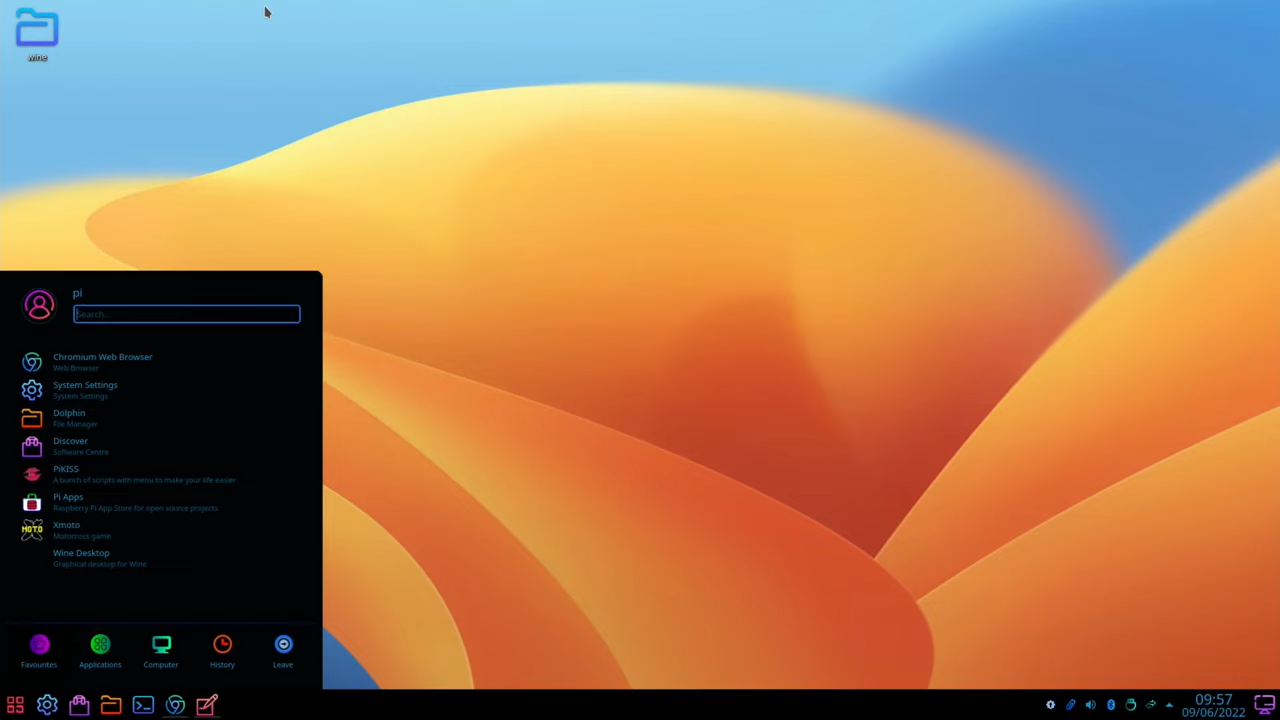 wine
pi
Search...
Chromium Web Browser
Web Browser
System Settings
System Settings
Dolphin
File Manager
Discover
Software Centre
PiKISS
A bunch of scripts with menu to make your life easier
Pi Apps
Raspberry Pi App Store for open source projects
MOTO
Xmoto
Motocross game
Wine Desktop
Graphical desktop for Wine
Favourites Applications Computer History Leave
09:57
09/06/2022